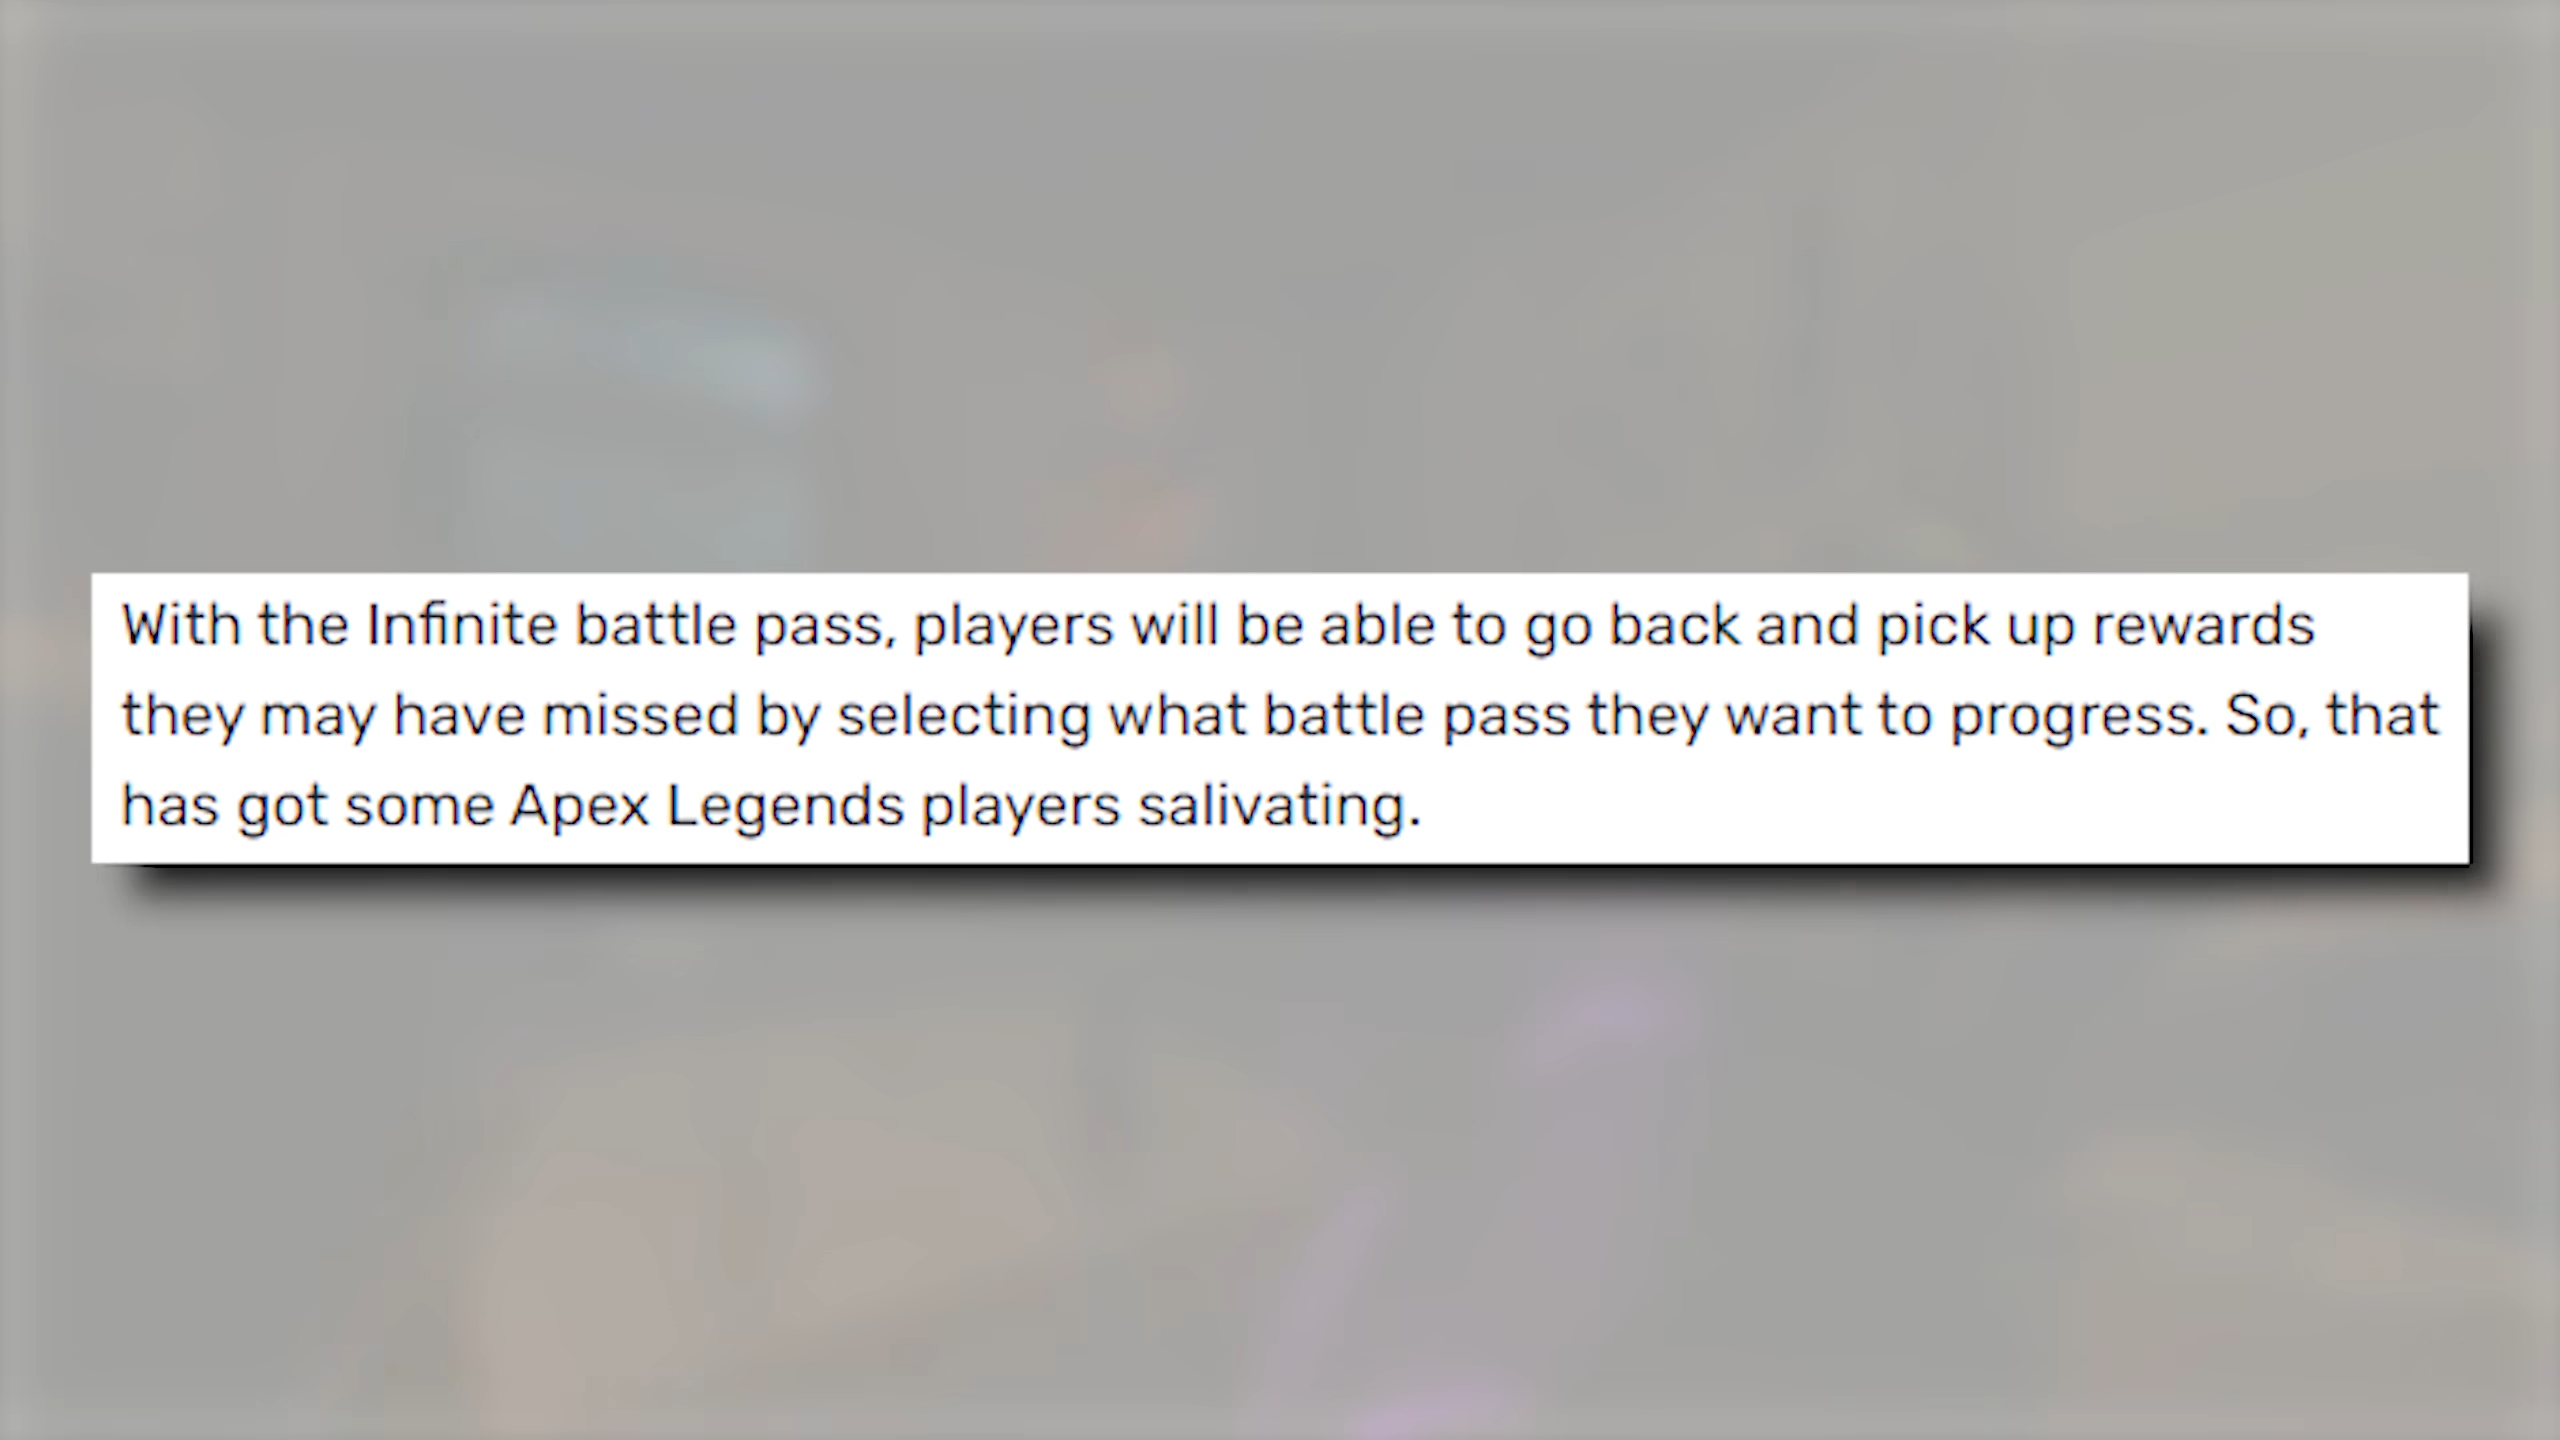 With the Infinite battle pass, players will be able to go back and pick up rewards
they may have missed by selecting what battle pass they want to progress. So, that
has got some Apex Legends players salivating.